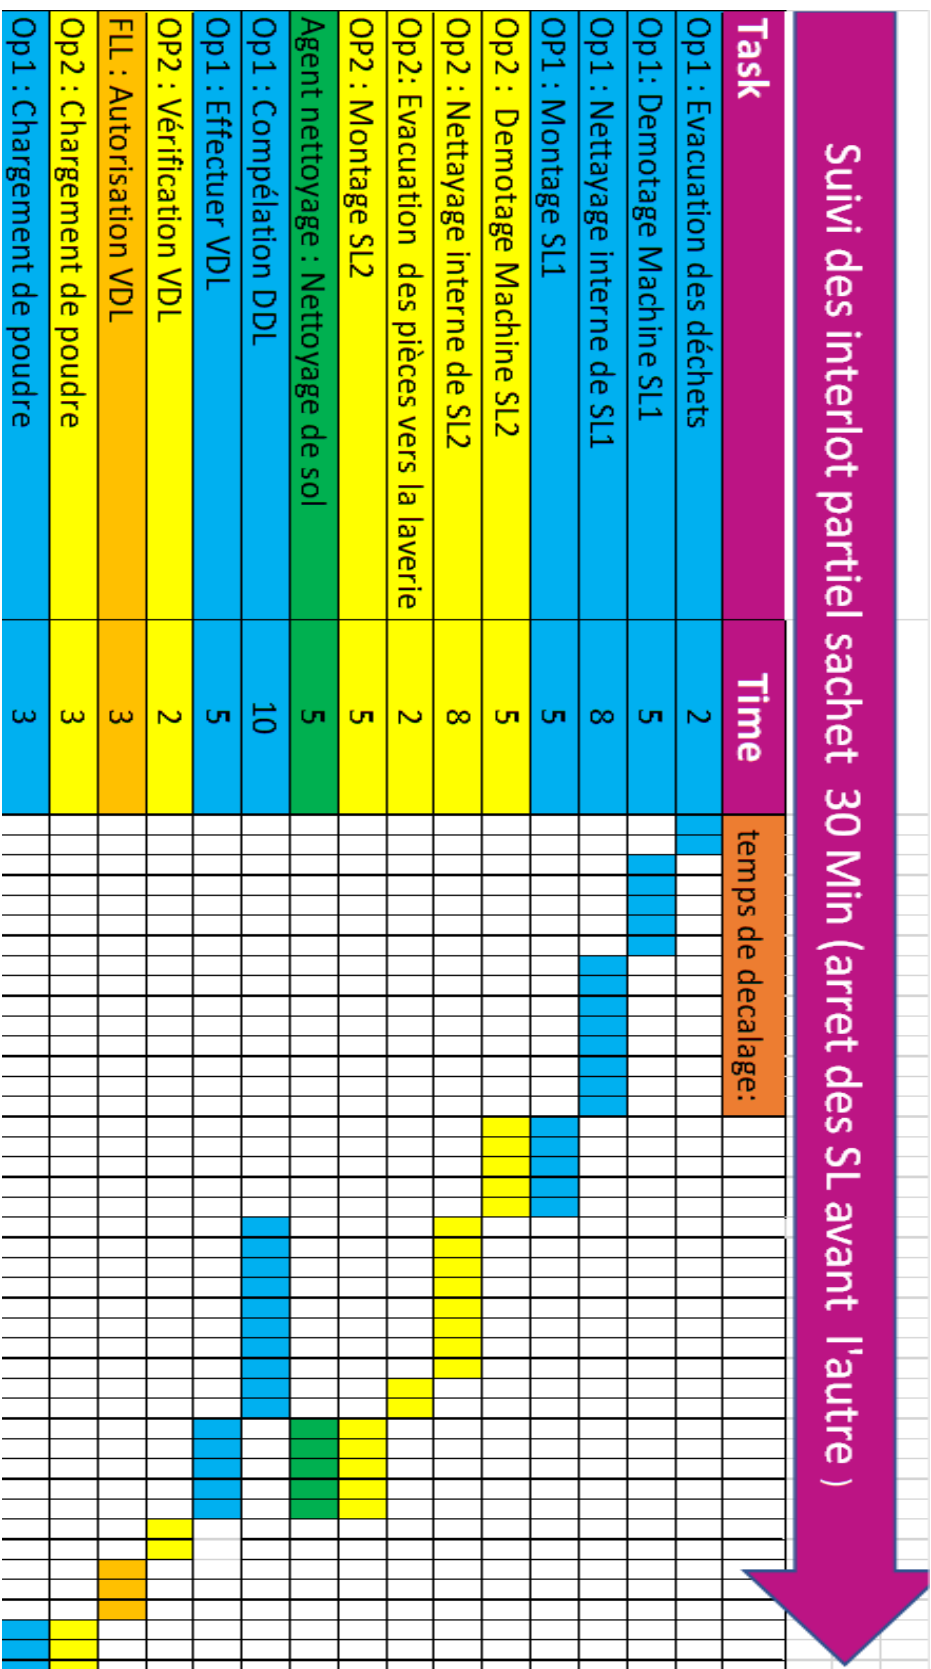 Suivi des interlot partiel sachet 30 Min (arret des SL avant l'autre )
Task Time temps de decalage:
Op1 : Evacuation des déchets 2
Op1: Demotage Machine SL1 5
Op1 : Nettayage interne de SL1 8
OP1 : Montage SL1 5
Op2 : Demotage Machine SL2 5
Op2 : Nettayage interne de SL2 8
Op2: Evacuation des pièces vers la laverie 2
OP2 : Montage SL2 5
Agent nettoyage : Nettoyage de sol 5
Op1 : Compélation DDL 10
Op1 : Effectuer VDL 5
OP2 : Vérification VDL 2
FLL : Autorisation VDL 3
Op2 : Chargement de poudre 3
Op1 : Chargement de poudre 3